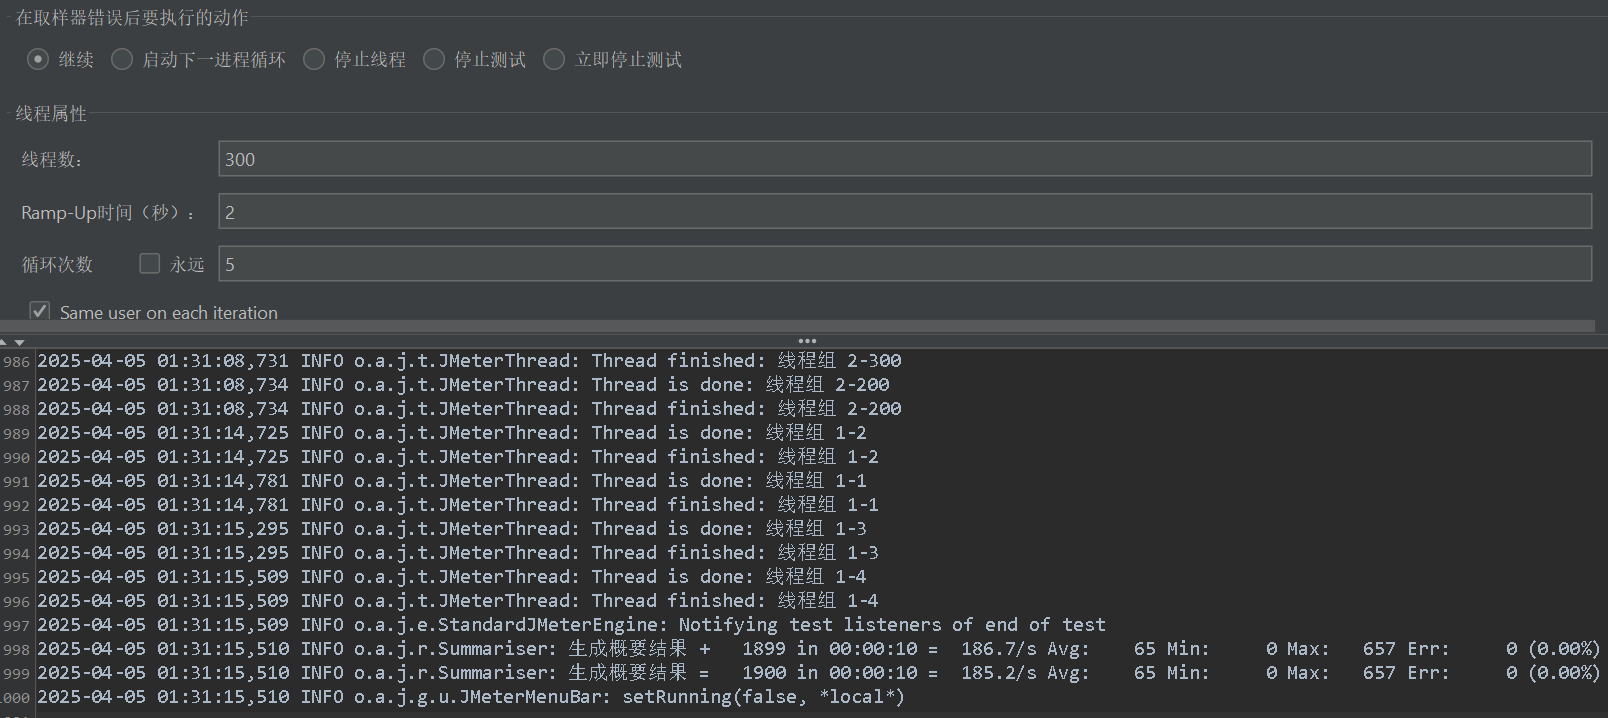 在取样器错误后要执行的动作
继续 启动下一进程循环 停止线程 停止测试 立即停止测试
线程属性
线程数： 300
Ramp-Up时间（秒）： 2
循环次数 永远 5
Same user on each iteration
986 2025-04-05 01:31:08,731 INFO o.a.j.t.JMeterThread: Thread finished: 线程组 2-300
987 2025-04-05 01:31:08,734 INFO o.a.j.t.JMeterThread: Thread is done: 线程组 2-200
988 2025-04-05 01:31:08,734 INFO o.a.j.t.JMeterThread: Thread finished: 线程组 2-200
989 2025-04-05 01:31:14,725 INFO o.a.j.t.JMeterThread: Thread is done: 线程组 1-2
990 2025-04-05 01:31:14,725 INFO o.a.j.t.JMeterThread: Thread finished: 线程组 1-2
991 2025-04-05 01:31:14,781 INFO o.a.j.t.JMeterThread: Thread is done: 线程组 1-1
992 2025-04-05 01:31:14,781 INFO o.a.j.t.JMeterThread: Thread finished: 线程组 1-1
993 2025-04-05 01:31:15,295 INFO o.a.j.t.JMeterThread: Thread is done: 线程组 1-3
994 2025-04-05 01:31:15,295 INFO o.a.j.t.JMeterThread: Thread finished: 线程组 1-3
995 2025-04-05 01:31:15,509 INFO o.a.j.t.JMeterThread: Thread is done: 线程组 1-4
996 2025-04-05 01:31:15,509 INFO o.a.j.t.JMeterThread: Thread finished: 线程组 1-4
997 2025-04-05 01:31:15,509 INFO o.a.j.e.StandardJMeterEngine: Notifying test listeners of end of test
998 2025-04-05 01:31:15,510 INFO o.a.j.r.Summariser: 生成概要结果 + 1899 in 00:00:10 = 186.7/s Avg: 65 Min: 0 Max: 657 Err: 0 (0.00%)
999 2025-04-05 01:31:15,510 INFO o.a.j.r.Summariser: 生成概要结果 = 1900 in 00:00:10 = 185.2/s Avg: 65 Min: 0 Max: 657 Err: 0 (0.00%)
1000 2025-04-05 01:31:15,510 INFO o.a.j.g.u.JMeterMenuBar: setRunning(false, *local*)